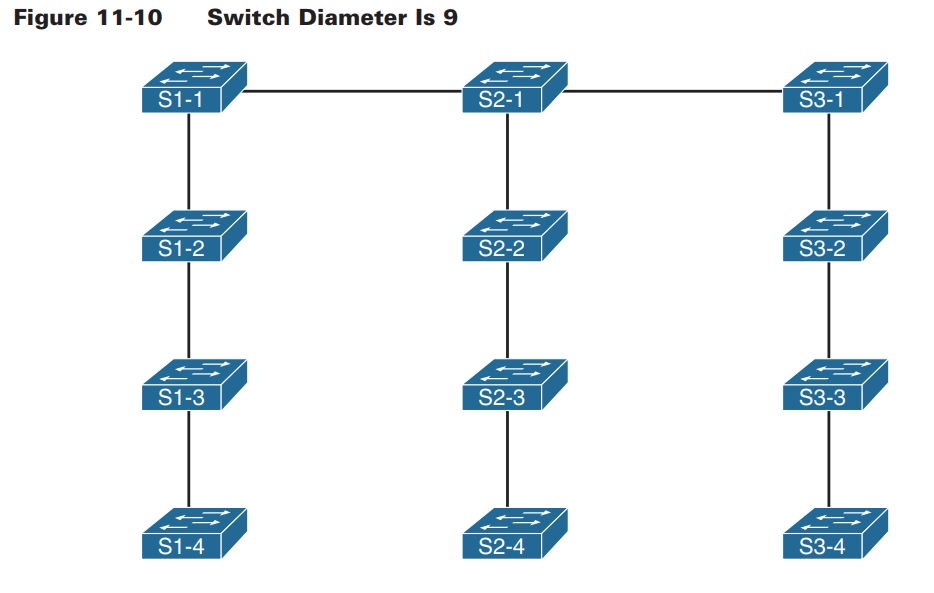 Figure 11-10 Switch Diameter Is 9
S1-1 S2-1 S3-1
S1-2 S2-2 S3-2
S1-3 S2-3 S3-3
S1-4 S2-4 S3-4